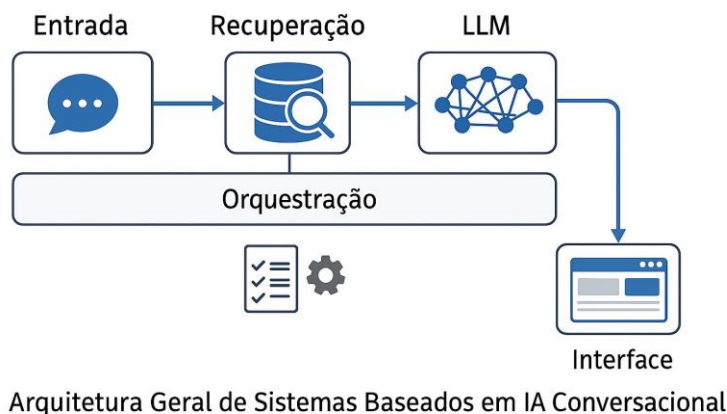 Entrada
Recuperação
LLM
Orquestração
Interface
Arquitetura Geral de Sistemas Baseados em IA Conversacional